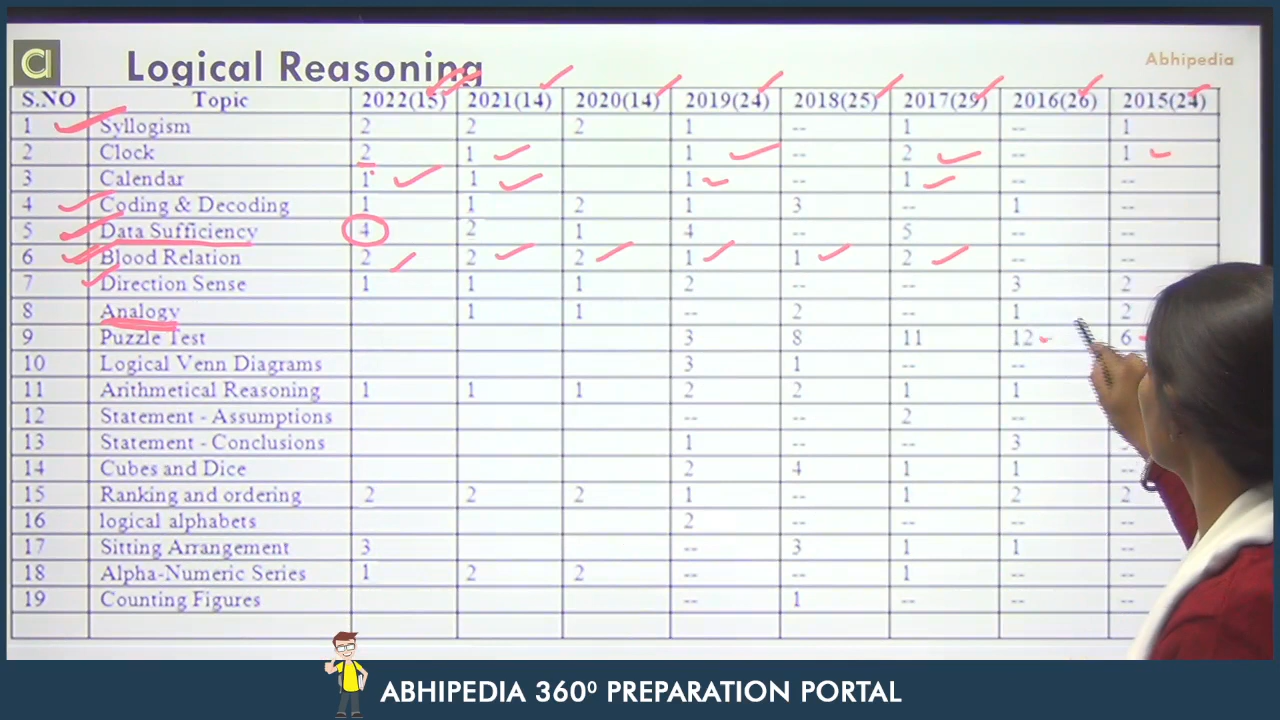 a
Logical Reasoning
Abhipedia
S.NO Topic 2022(15) 2021(14) 2020(14) 2019(24) 2018(25) 2017(29) 2016(26) 2015(24)
1 Syllogism 2 2 2 1 -- 1 -- 1
2 Clock 2 1 1 -- 2 -- 1
3 Calendar 1 1 1 -- 1 -- --
4 Coding & Decoding 1 1 2 1 3 -- 1 --
5 Data Sufficiency 4 2 1 4 -- 5 -- --
6 Blood Relation 2 2 2 1 1 2 -- --
7 Direction Sense 1 1 1 2 -- -- 3 2
8 Analogy 1 1 -- 2 -- 1 2
9 Puzzle Test 3 8 11 12 6
10 Logical Venn Diagrams 3 1 -- -- --
11 Arithmetical Reasoning 1 1 1 2 2 1 1
12 Statement - Assumptions -- -- 2 --
13 Statement - Conclusions 1 -- -- 3
14 Cubes and Dice 2 4 1 1 --
15 Ranking and ordering 2 2 2 1 -- 1 2 2
16 logical alphabets 2 -- -- -- --
17 Sitting Arrangement 3 -- 3 1 1 --
18 Alpha-Numeric Series 1 2 2 -- -- 1 -- --
19 Counting Figures -- 1 -- -- --
ABHIPEDIA 360⁰ PREPARATION PORTAL